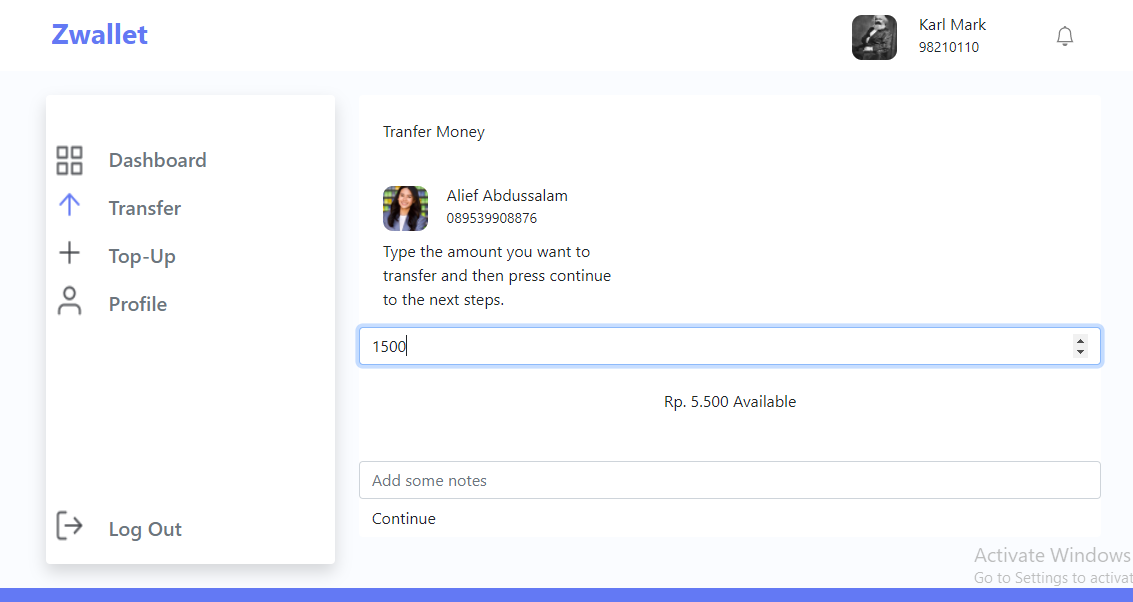 Zwallet
Karl Mark
98210110
Dashboard
Transfer
Top-Up
Profile
Log Out
Tranfer Money
Alief Abdussalam
089539908876
Type the amount you want to
transfer and then press continue
to the next steps.
1500
Rp. 5.500 Available
Add some notes
Continue
Activate Windows
Go to Settings to activat